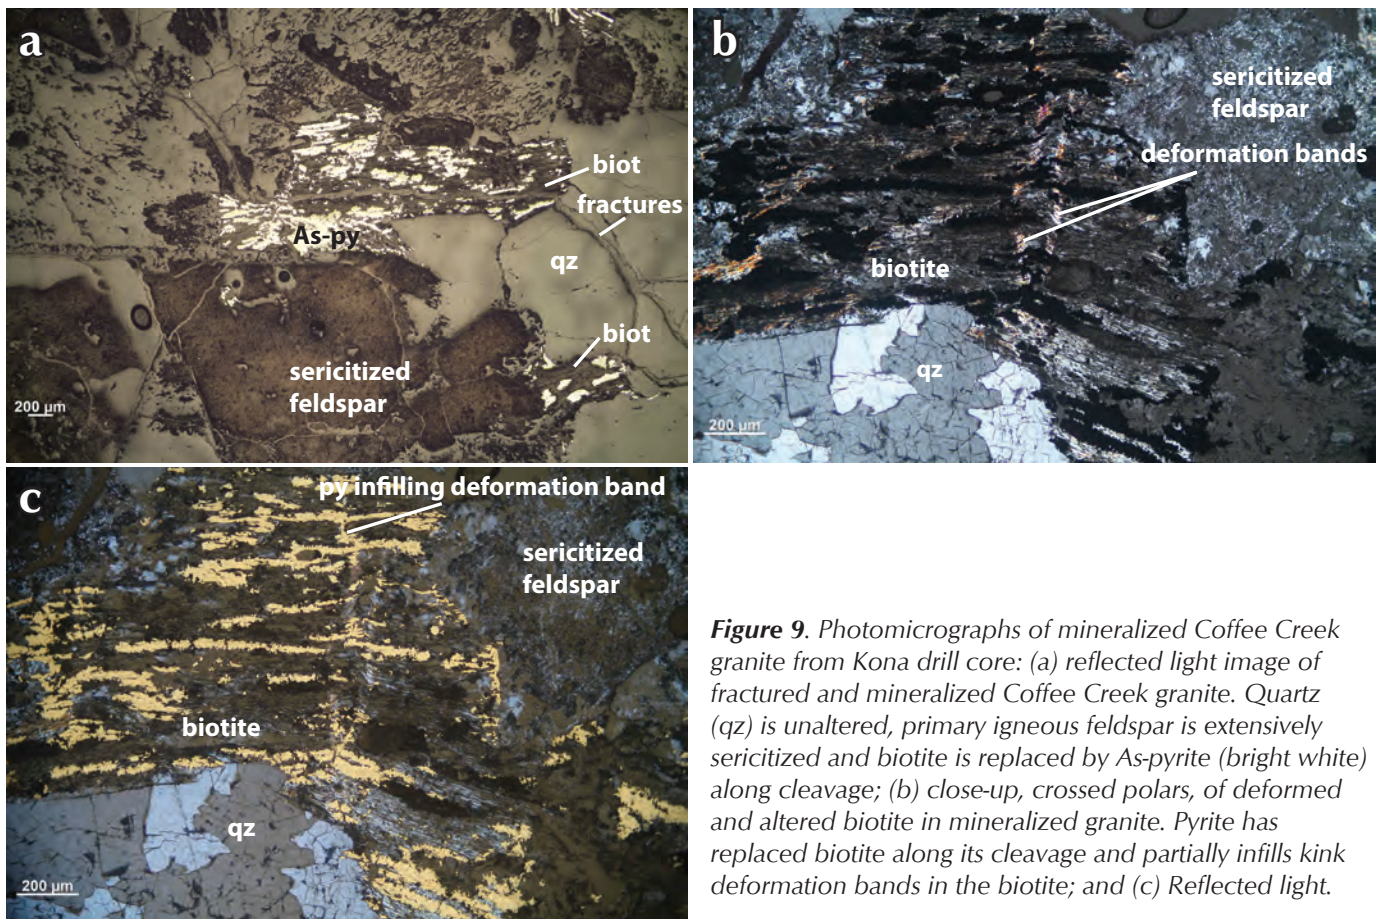 a
biot
fractures
As-py
qz
biot
sericitized
feldspar
200 µm
b
sericitized
feldspar
deformation bands
biotite
qz
200 µm
c
py infilling deformation band
sericitized
feldspar
biotite
qz
200 µm
Figure 9. Photomicrographs of mineralized Coffee Creek
granite from Kona drill core: (a) reflected light image of
fractured and mineralized Coffee Creek granite. Quartz
(qz) is unaltered, primary igneous feldspar is extensively
sericitized and biotite is replaced by As-pyrite (bright white)
along cleavage; (b) close-up, crossed polars, of deformed
and altered biotite in mineralized granite. Pyrite has
replaced biotite along its cleavage and partially infills kink
deformation bands in the biotite; and (c) Reflected light.